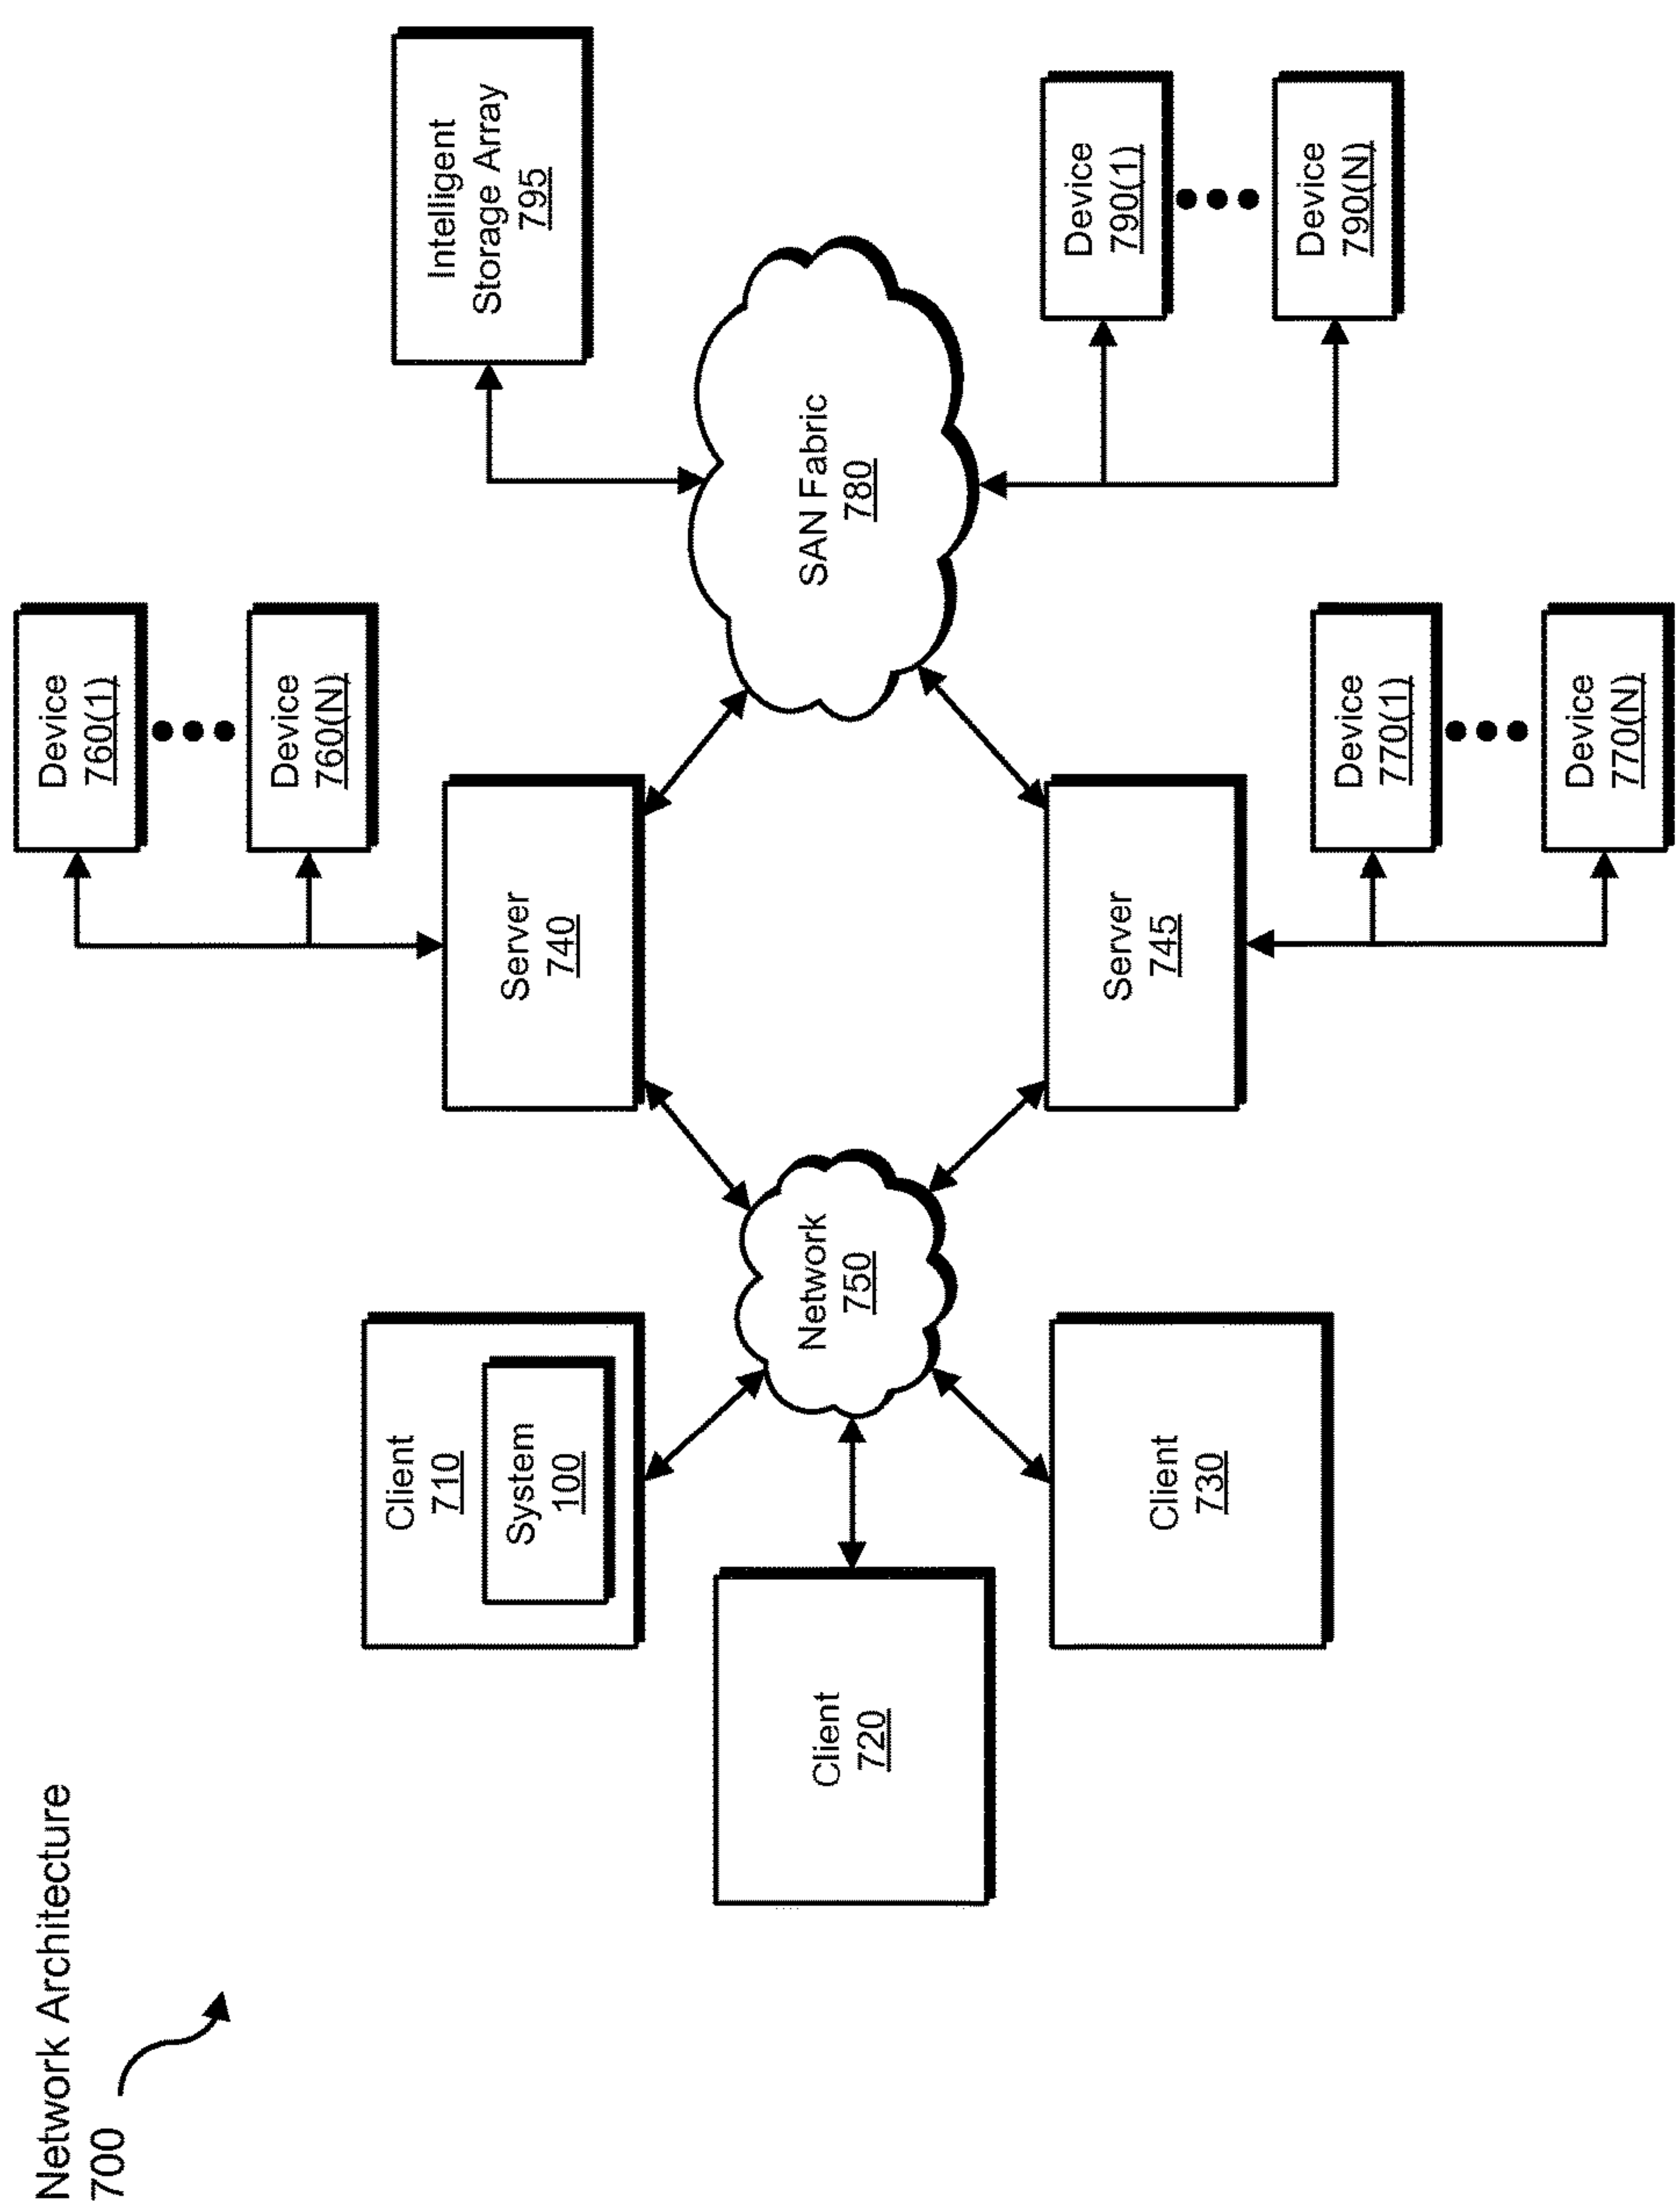 Network Architecture
700
Client
710
System
100
Client
720
Client
730
Network
750
Server
740
Server
745
Device
760(1)
Device
760(N)
Device
770(1)
Device
770(N)
SAN Fabric
780
Intelligent
Storage Array
795
Device
790(1)
Device
790(N)